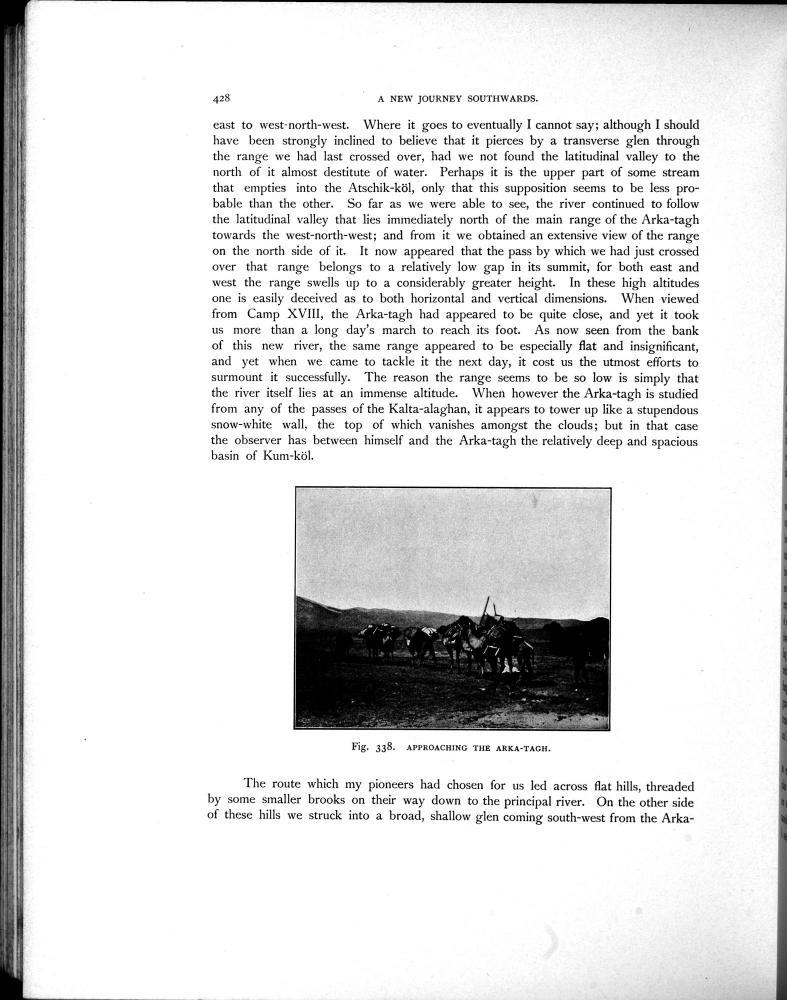 428
A NEW JOURNEY SOUTHWARDS.
east to west-north-west. Where it goes to eventually I cannot say; although I should
have been strongly inclined to believe that it pierces by a transverse glen through
the range we had last crossed over, had we not found the latitudinal valley to the
north of it almost destitute of water. Perhaps it is the upper part of some stream
that empties into the Atschik-köl, only that this supposition seems to be less pro-
bable than the other. So far as we were able to see, the river continued to follow
the latitudinal valley that lies immediately north of the main range of the Arka-tagh
towards the west-north-west; and from it we obtained an extensive view of the range
on the north side of it. It now appeared that the pass by which we had just crossed
over that range belongs to a relatively low gap in its summit, for both east and
west the range swells up to a considerably greater height. In these high altitudes
one is easily deceived as to both horizontal and vertical dimensions. When viewed
from Camp XVIII, the Arka-tagh had appeared to be quite close, and yet it took
us more than a long day's march to reach its foot. As now seen from the bank
of this new river, the same range appeared to be especially flat and insignificant,
and yet when we came to tackle it the next day, it cost us the utmost efforts to
surmount it successfully. The reason the range seems to be so low is simply that
the river itself lies at an immense altitude. When however the Arka-tagh is studied
from any of the passes of the Kalta-alaghan, it appears to tower up like a stupendous
snow-white wall, the top of which vanishes amongst the clouds; but in that case
the observer has between himself and the Arka-tagh the relatively deep and spacious
basin of Kum-köl.
Fig. 338. APPROACHING THE ARKA-TAGH.
The route which my pioneers had chosen for us led across flat hills, threaded
by some smaller brooks on their way down to the principal river. On the other side
of these hills we struck into a broad, shallow glen coming south-west from the Arka-